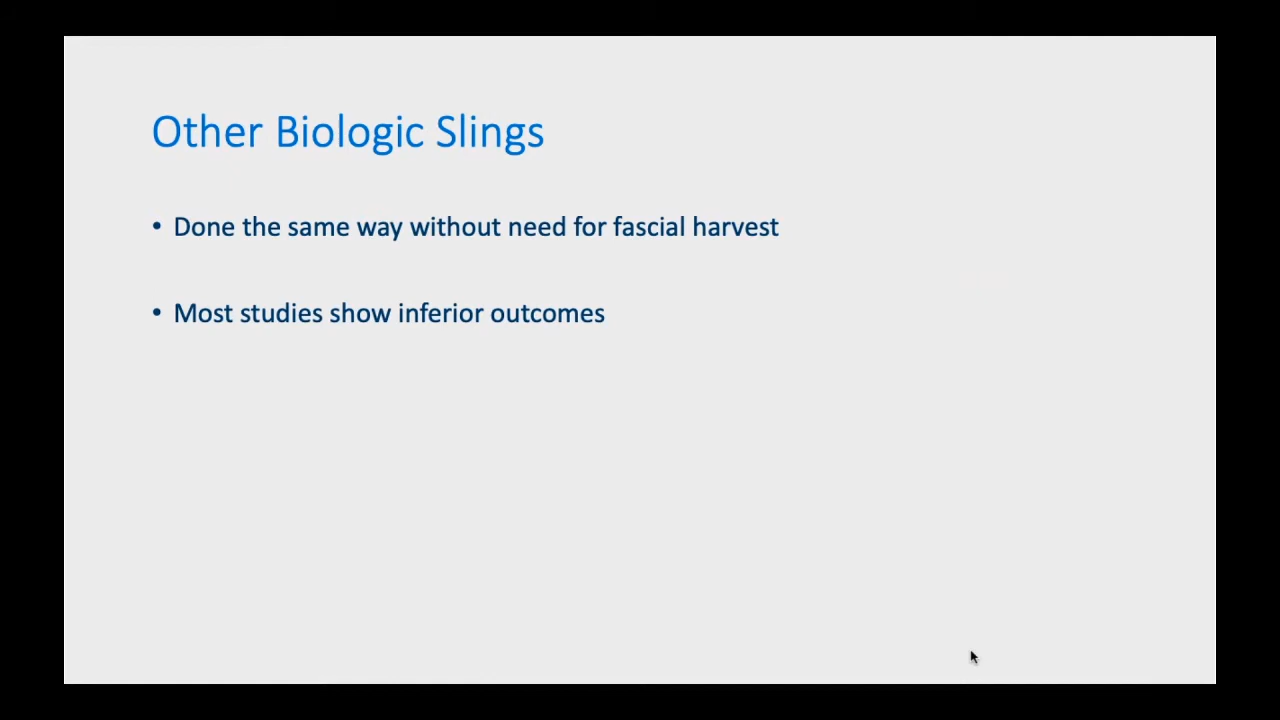 Other Biologic Slings
• Done the same way without need for fascial harvest
• Most studies show inferior outcomes